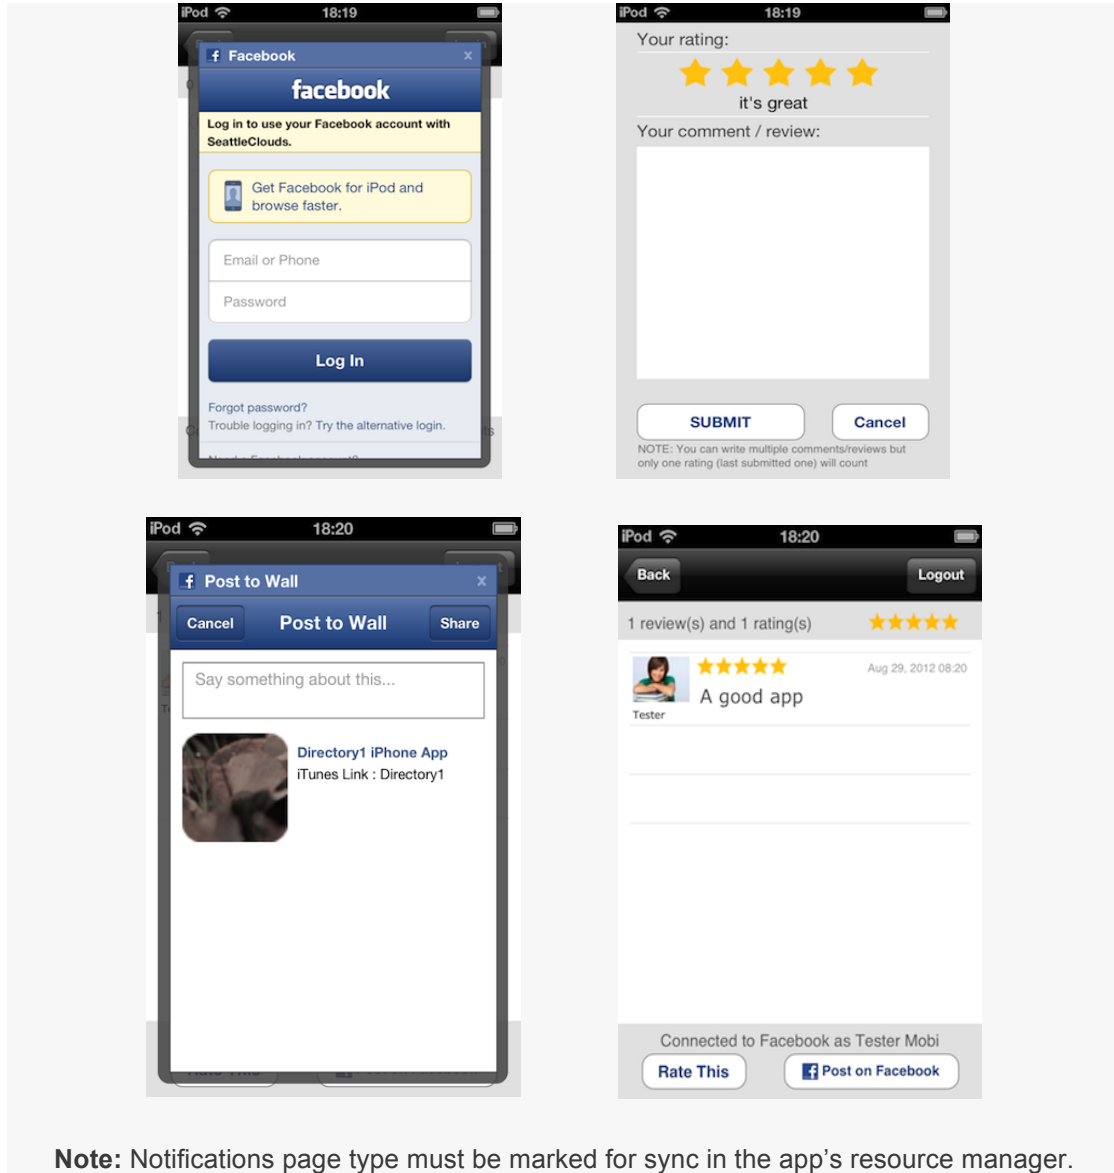 iPod 18:19
Facebook x
facebook
Log in to use your Facebook account with
SeattleClouds.
Get Facebook for iPod and
browse faster.
Email or Phone
Password
Log In
Forgot password?
Trouble logging in? Try the alternative login.
iPod 18:19
Your rating:
it's great
Your comment / review:
SUBMIT Cancel
NOTE: You can write multiple comments/reviews but
only one rating (last submitted one) will count
iPod 18:20
Post to Wall x
Cancel Post to Wall Share
Say something about this...
Directory1 iPhone App
iTunes Link : Directory1
iPod 18:20
Back Logout
1 review(s) and 1 rating(s)
Aug 29, 2012 08:20
A good app
Tester
Connected to Facebook as Tester Mobi
Rate This Post on Facebook
Note: Notifications page type must be marked for sync in the app's resource manager.